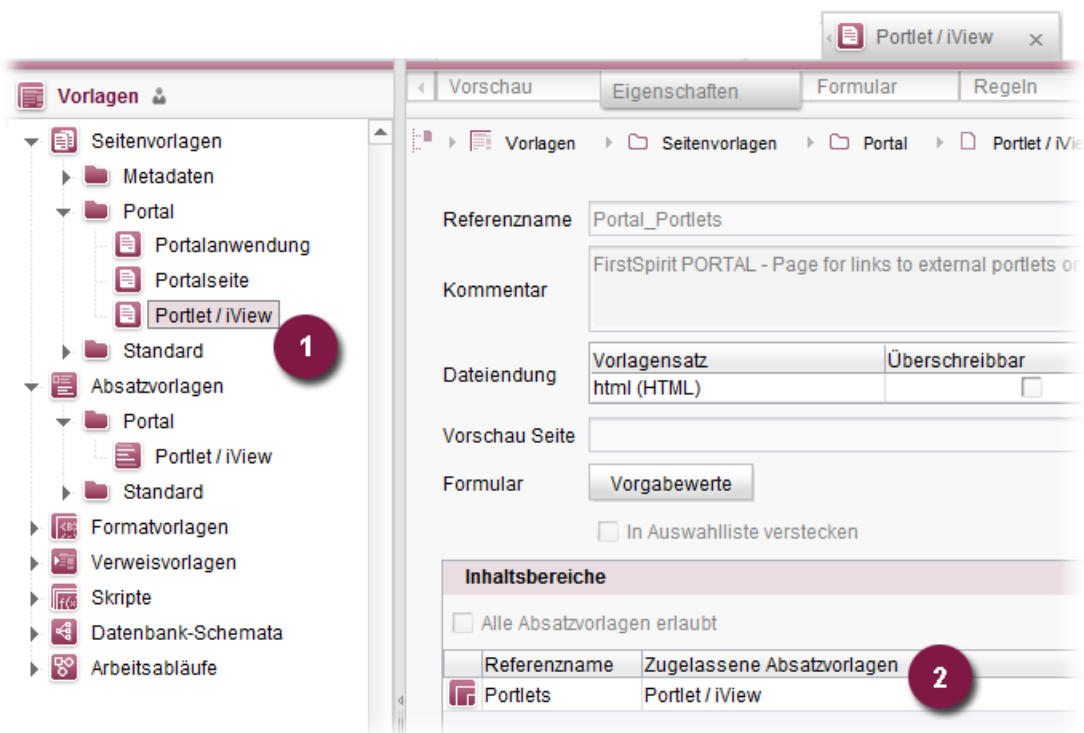 Portlet / iView
Vorlagen
Seitenvorlagen
Metadaten
Portal
Portalanwendung
Portalseite
Portlet / iView
1
Standard
Absatzvorlagen
Portal
Portlet / iView
Standard
Formatvorlagen
Verweisvorlagen
Skripte
Datenbank-Schemata
Arbeitsabläufe
Vorschau Eigenschaften Formular Regeln
Vorlagen Seitenvorlagen Portal Portlet / iVie
Referenzname Portal_Portlets
Kommentar FirstSpirit PORTAL - Page for links to external portlets or
Dateiendung
Vorlagensatz Überschreibbar
html (HTML)
Vorschau Seite
Formular Vorgabewerte
In Auswahlliste verstecken
Inhaltsbereiche
Alle Absatzvorlagen erlaubt
Referenzname Zugelassene Absatzvorlagen
2
Portlets Portlet / iView